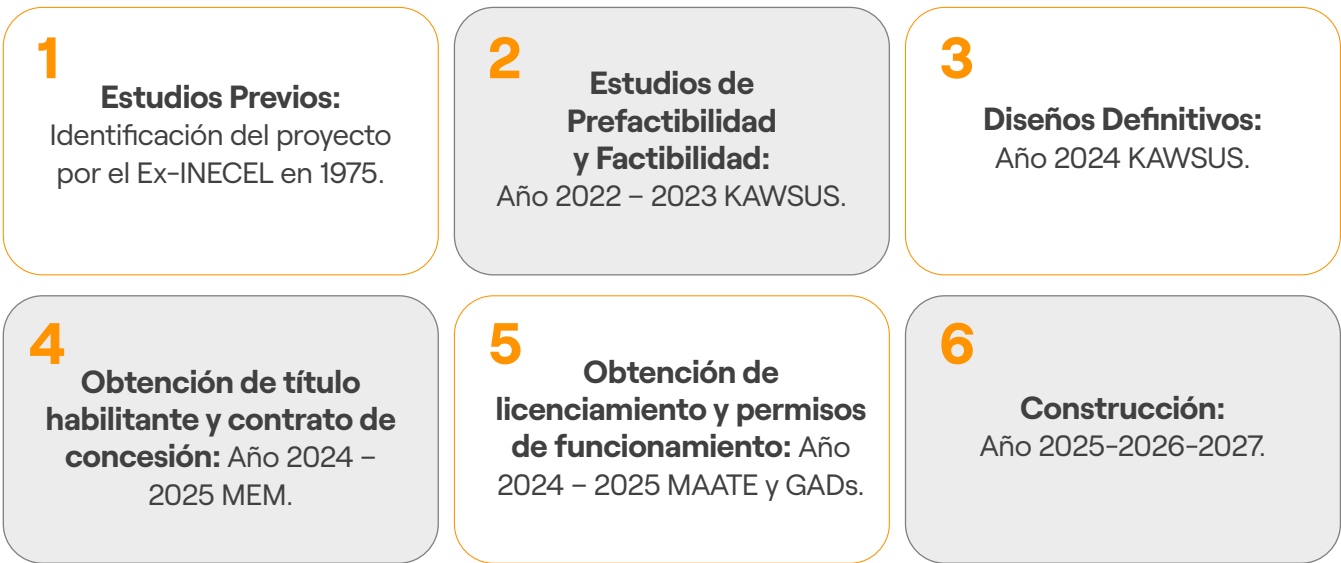 1
Estudios Previos:
Identificación del proyecto
por el Ex-INECEL en 1975.
2
Estudios de
Prefactibilidad
y Factibilidad:
Año 2022 – 2023 KAWSUS.
3
Diseños Definitivos:
Año 2024 KAWSUS.
4
Obtención de título
habilitante y contrato de
concesión: Año 2024 –
2025 MEM.
5
Obtención de
licenciamiento y permisos
de funcionamiento: Año
2024 – 2025 MAATE y GADs.
6
Construcción:
Año 2025-2026-2027.